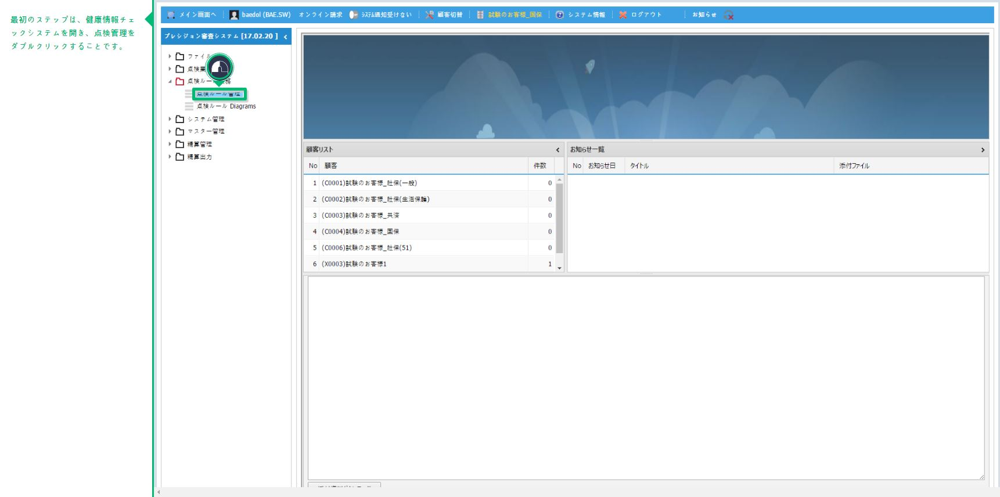 最初のステップは、健康情報チェ
ックシステムを開き、点検管理を
ダブルクリックすることです。
メイン画面へ baedol (BAE.SW) オンライン請求 システム通知受けない 顧客切替 試験のお客様_国保 システム情報 ログアウト お知らせ
プレシジョン審査システム [17.02.20 ]
ファイル
点検業
点検ルール 務
点検ルール管理
点検ルール Diagrams
システム管理
マスター管理
精算管理
精算出力
顧客リスト
No 顧客 件数
1 (C0001)試験のお客様_社保(一般) 0
2 (C0002)試験のお客様_社保(生活保護) 0
3 (C0003)試験のお客様_共済 0
4 (C0004)試験のお客様_国保 0
5 (C0006)試験のお客様_社保(51) 0
6 (X0003)試験のお客様1 1
お知らせ一覧
No お知らせ日 タイトル 添付ファイル